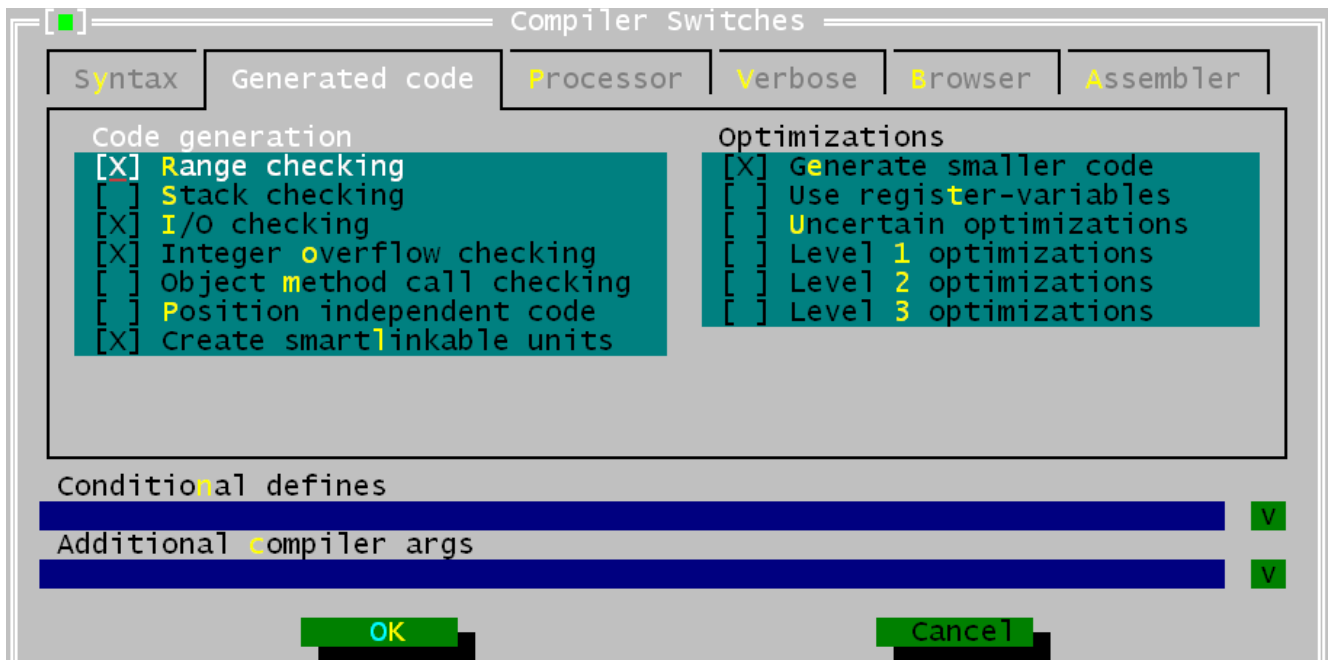 [■] Compiler Switches
Syntax Generated code Processor Verbose Browser Assembler
Code generation
[X] Range checking
[ ] Stack checking
[X] I/O checking
[X] Integer overflow checking
[ ] Object method call checking
[ ] Position independent code
[X] Create smartlinkable units
Optimizations
[X] Generate smaller code
[ ] Use register-variables
[ ] Uncertain optimizations
[ ] Level 1 optimizations
[ ] Level 2 optimizations
[ ] Level 3 optimizations
Conditional defines
V
Additional compiler args
V
OK Cancel